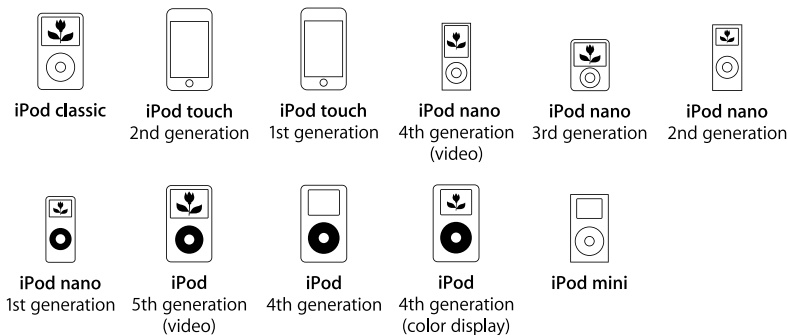 iPod classic
iPod touch
2nd generation
iPod touch
1st generation
iPod nano
4th generation
(video)
iPod nano
3rd generation
iPod nano
2nd generation
iPod nano
1st generation
iPod
5th generation
(video)
iPod
4th generation
iPod
4th generation
(color display)
iPod mini